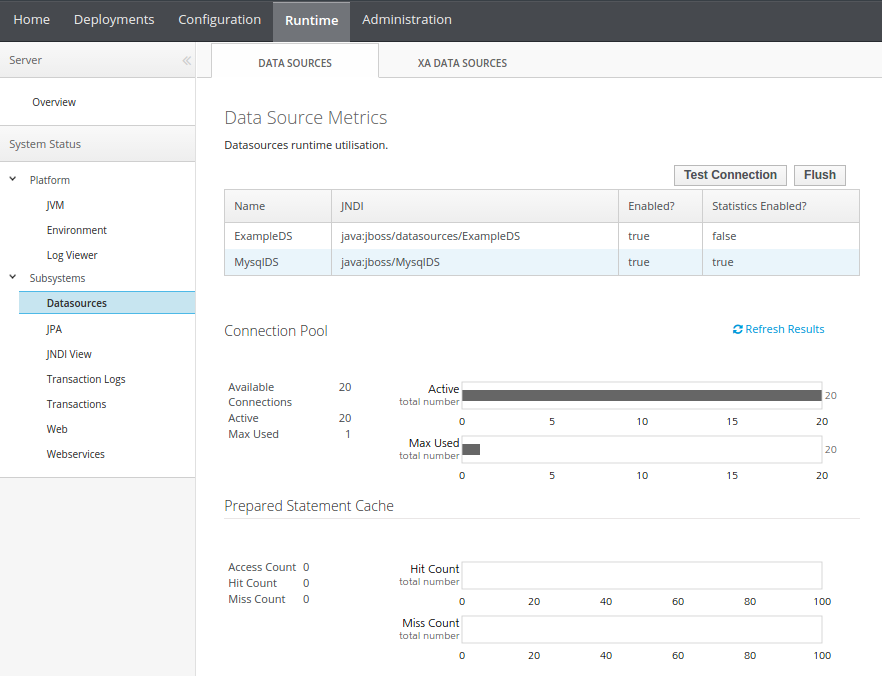 Home Deployments Configuration Runtime Administration
Server «
DATA SOURCES XA DATA SOURCES
Overview
System Status
Platform
JVM
Environment
Log Viewer
Subsystems
Datasources
JPA
JNDI View
Transaction Logs
Transactions
Web
Webservices
Data Source Metrics
Datasources runtime utilisation.
Test Connection Flush
Name JNDI Enabled? Statistics Enabled?
ExampleDS java:jboss/datasources/ExampleDS true false
MysqlDS java:jboss/MysqlDS true true
Connection Pool Refresh Results
Available Connections 20
Active 20
Max Used 1
Active
total number
20
0 5 10 15 20
Max Used
total number
20
0 5 10 15 20
Prepared Statement Cache
Access Count 0
Hit Count 0
Miss Count 0
Hit Count
total number
0 20 40 60 80 100
Miss Count
total number
0 20 40 60 80 100